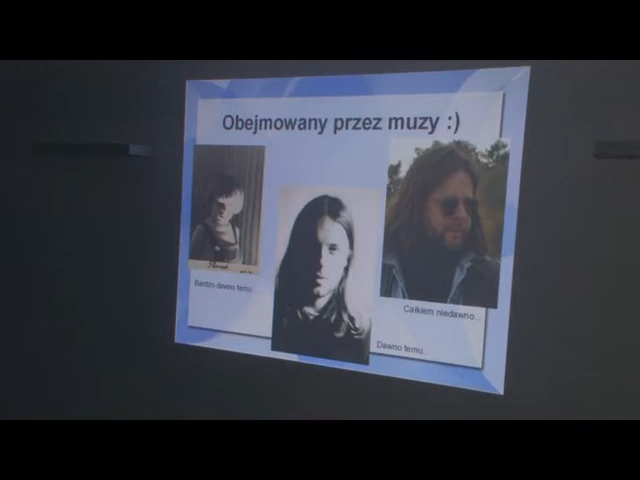 Obejmowany przez muzy :)
Bardzo dawno temu...
Całkiem niedawno...
Dawno temu...